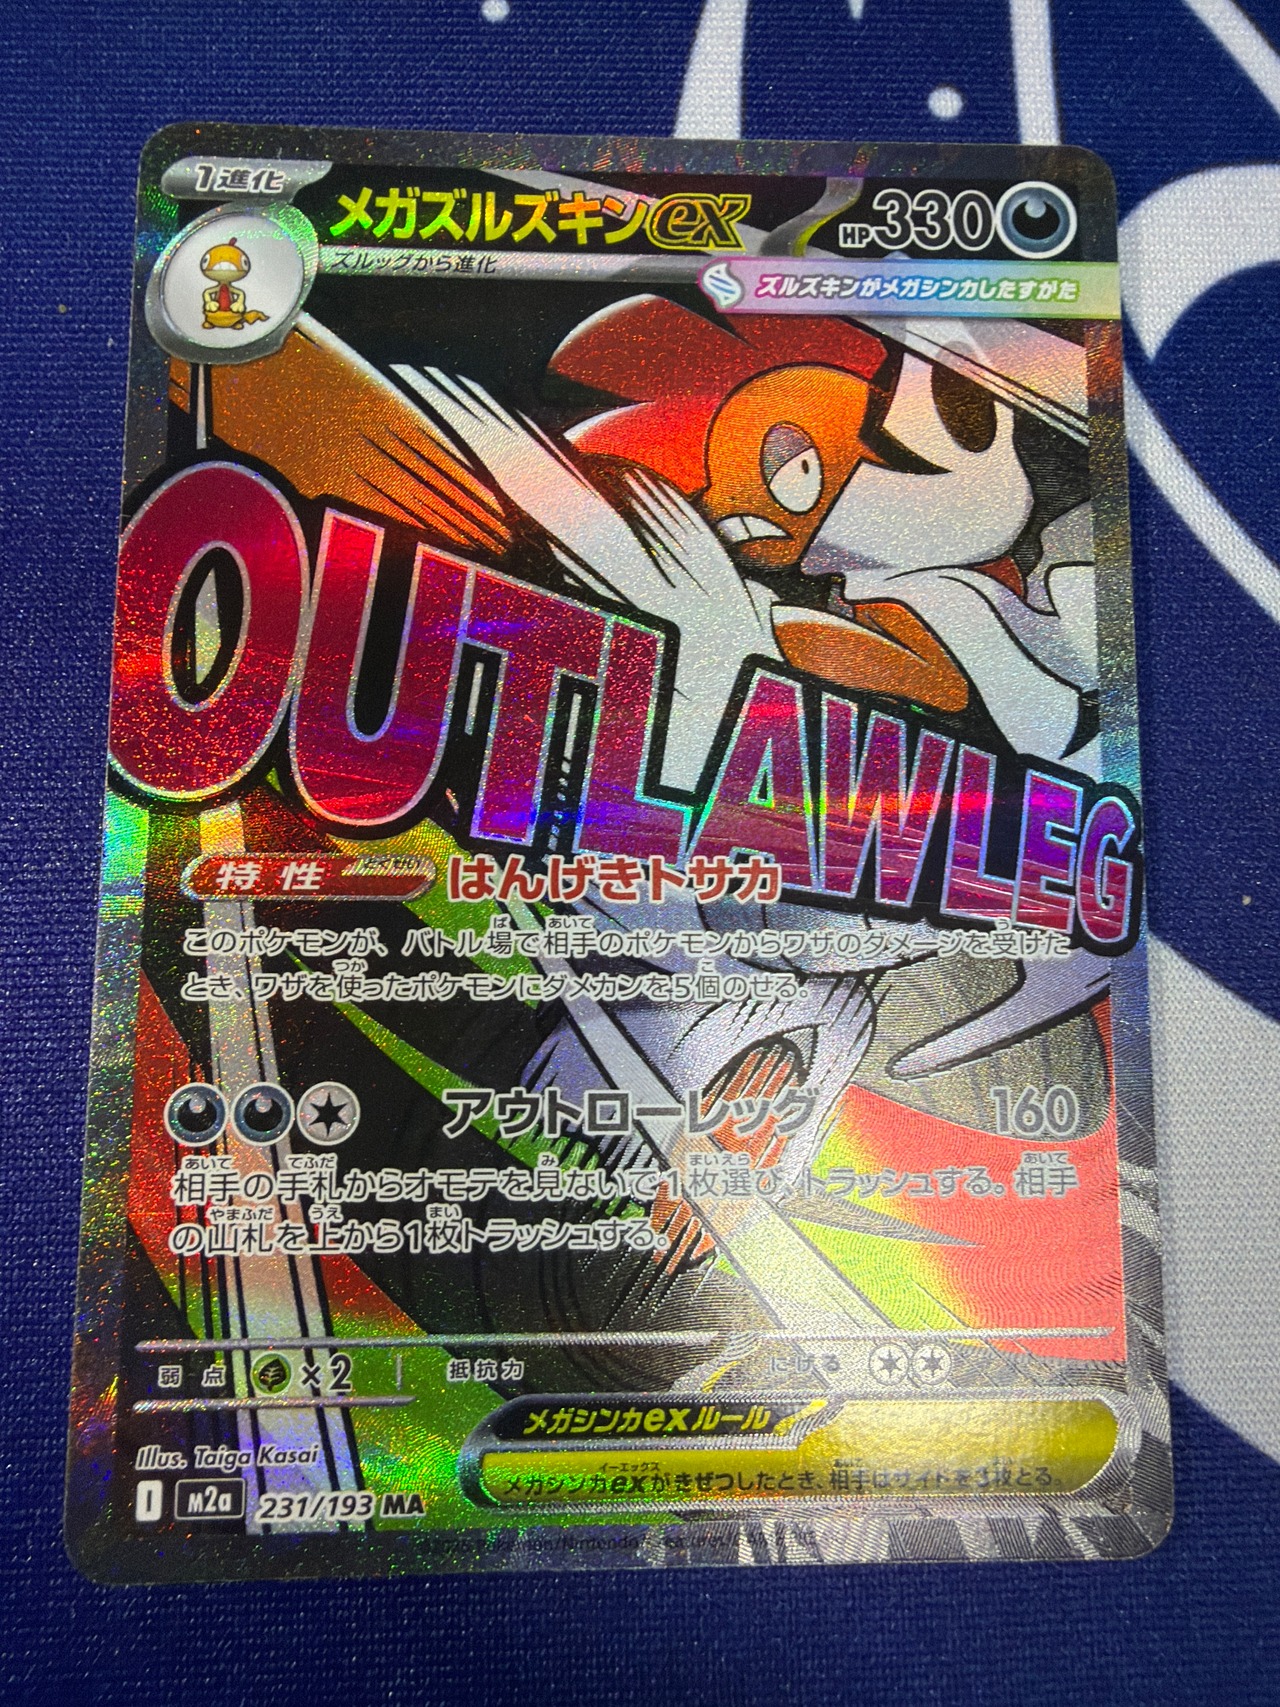 1進化
メガズルズキンex
HP330
ズルッグから進化
ズルズキンがメガシンカしたすがた
OUTLAWLEG
特性 とくせい はんげきトサカ
このポケモンが、バトル場で相手のポケモンからワザのダメージを受けた
とき、ワザを使ったポケモンにダメカンを5個のせる。
アウトローレッグ 160
相手の手札からオモテを見ないで1枚選び、トラッシュする。相手
の山札を上から1枚トラッシュする。
弱点 ×2 抵抗力 にげる
メガシンカexルール
メガシンカexがきぜつしたとき、相手はサイドを3枚とる。
Illus. Taiga Kasai
I M2a 231/193 MA